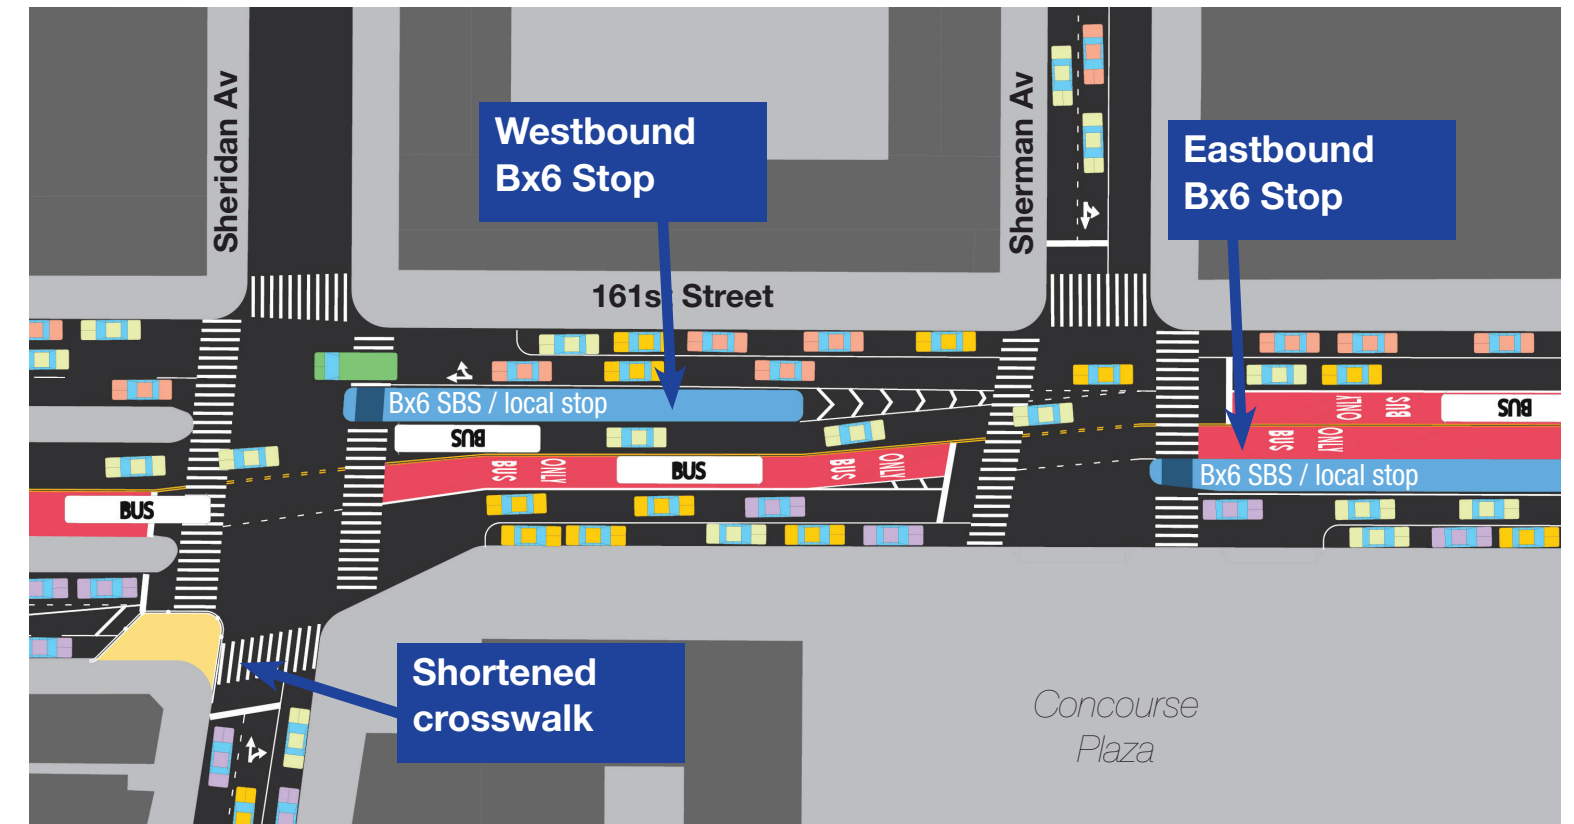 Sheridan Av
Westbound
Bx6 Stop
Sherman Av
Eastbound
Bx6 Stop
161st Street
Bx6 SBS / local stop
BUS
BUS
ONLY
BUS
BUS
ONLY
BUS
ONLY
BUS
BUS
ONLY
BUS
Bx6 SBS / local stop
BUS
Shortened
crosswalk
Concourse
Plaza